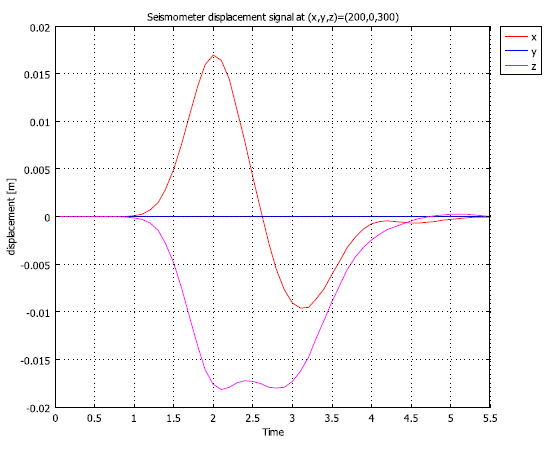 Seismometer displacement signal at (x,y,z)=(200,0,300)
x
y
z
0.02
0.015
0.01
0.005
0
-0.005
-0.01
-0.015
-0.02
displacement [m]
0 0.5 1 1.5 2 2.5 3 3.5 4 4.5 5 5.5
Time